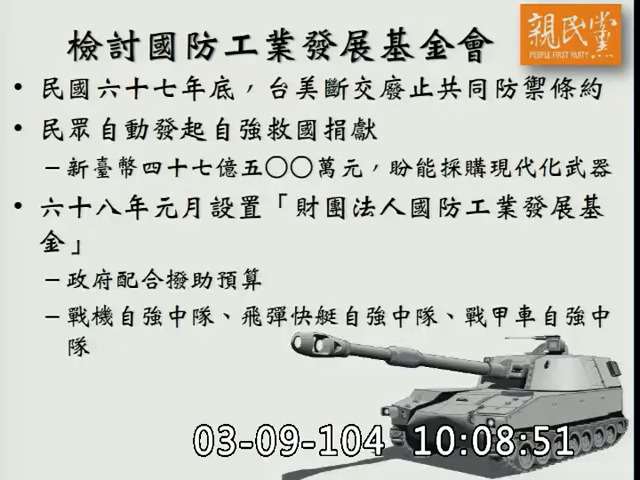 檢討國防工業發展基金會
親民黨
PEOPLE FIRST PARTY
• 民國六十七年底，台美斷交廢止共同防禦條約
• 民眾自動發起自強救國捐獻
–新臺幣四十七億五〇〇萬元，盼能採購現代化武器
• 六十八年元月設置「財團法人國防工業發展基
金」
–政府配合撥助預算
–戰機自強中隊、飛彈快艇自強中隊、戰甲車自強中
隊
03-09-104 10:08:51